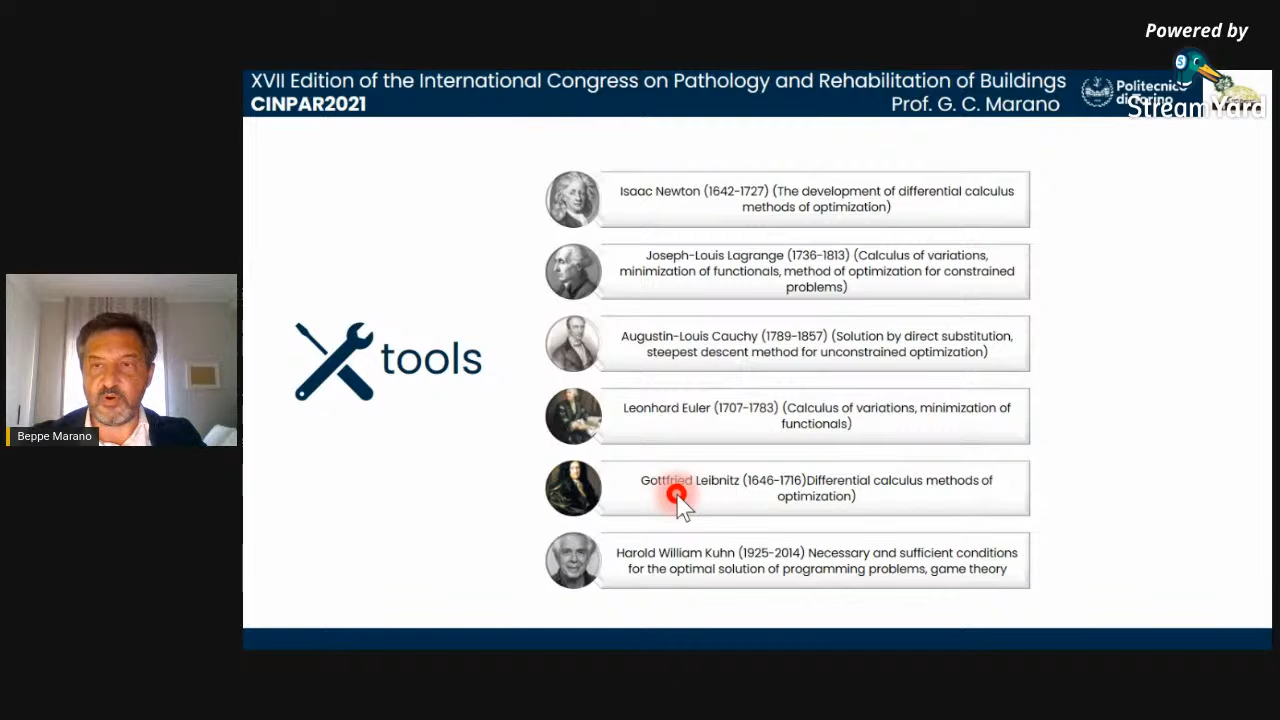 Powered by
StreamYard
XVII Edition of the International Congress on Pathology and Rehabilitation of Buildings
CINPAR2021
Prof. G. C. Marano
Politecnico
di Torino
Isaac Newton (1642-1727) (The development of differential calculus
methods of optimization)
Joseph-Louis Lagrange (1736-1813) (Calculus of variations,
minimization of functionals, method of optimization for constrained
problems)
Augustin-Louis Cauchy (1789-1857) (Solution by direct substitution,
steepest descent method for unconstrained optimization)
tools
Leonhard Euler (1707-1783) (Calculus of variations, minimization of
functionals)
Gottfried Leibnitz (1646-1716)Differential calculus methods of
optimization)
Harold William Kuhn (1925-2014) Necessary and sufficient conditions
for the optimal solution of programming problems, game theory
Beppe Marano